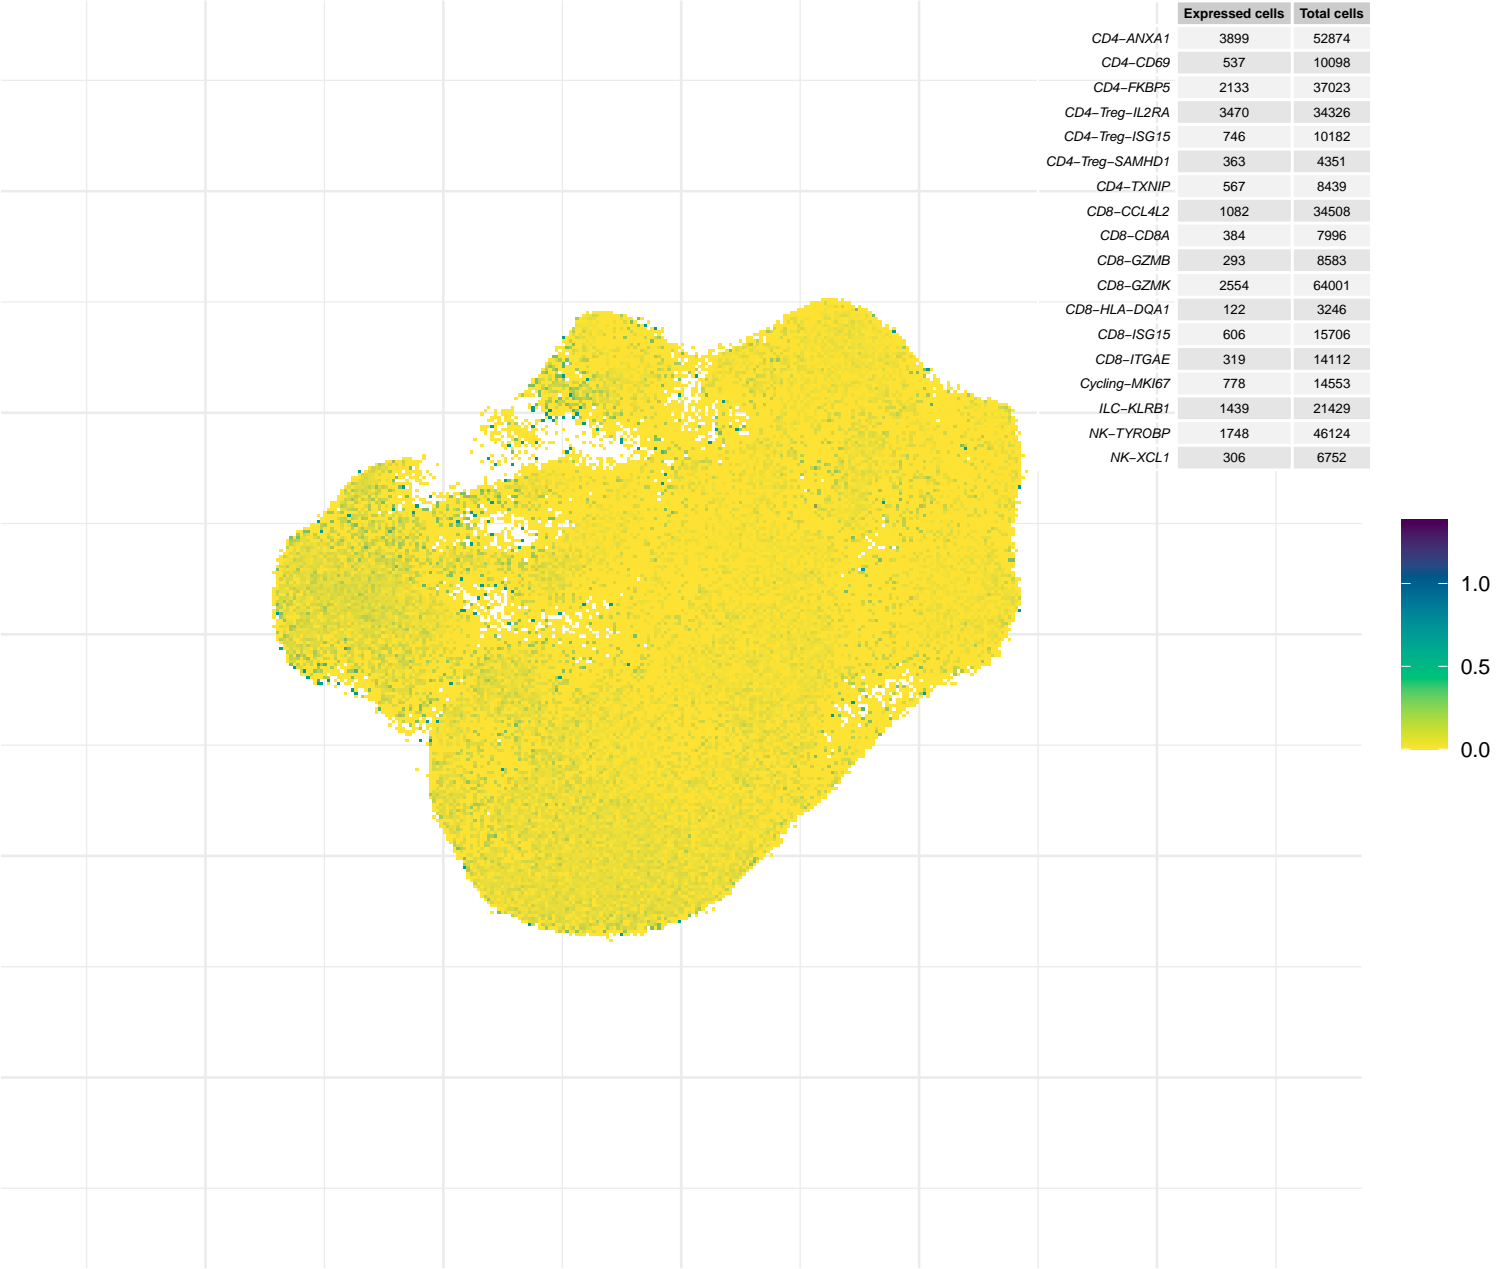 Expressed cells Total cells
CD4−ANXA1 3899 52874
CD4−CD69 537 10098
CD4−FKBP5 2133 37023
CD4−Treg−IL2RA 3470 34326
CD4−Treg−ISG15 746 10182
CD4−Treg−SAMHD1 363 4351
CD4−TXNIP 567 8439
CD8−CCL4L2 1082 34508
CD8−CD8A 384 7996
CD8−GZMB 293 8583
CD8−GZMK 2554 64001
CD8−HLA−DQA1 122 3246
CD8−ISG15 606 15706
CD8−ITGAE 319 14112
Cycling−MKI67 778 14553
ILC−KLRB1 1439 21429
NK−TYROBP 1748 46124
NK−XCL1 306 6752
1.0
0.5
0.0